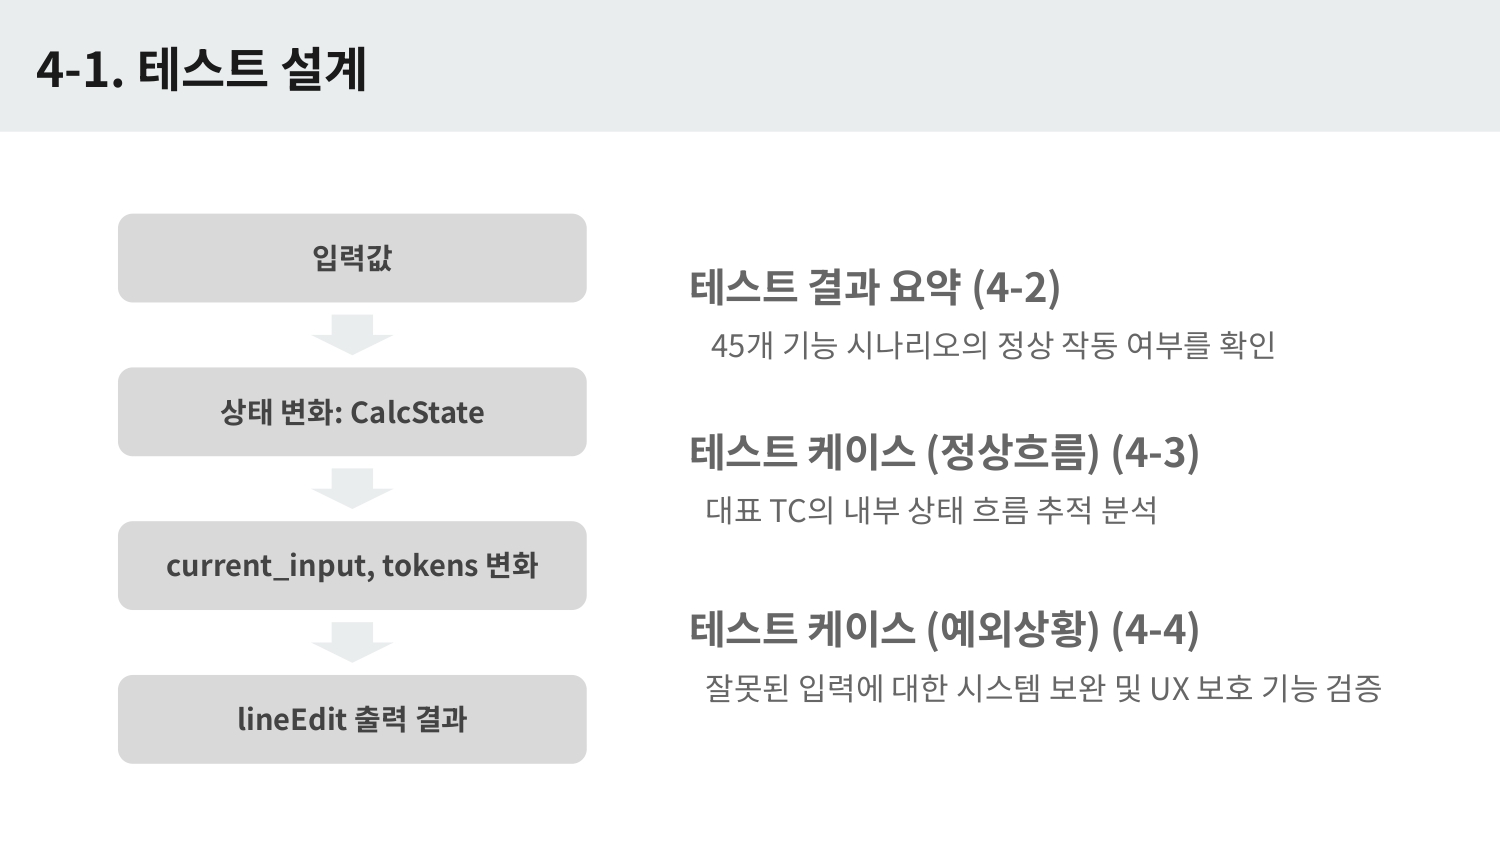 4-1. 테스트 설계
입력값
상태 변화: CalcState
current_input, tokens 변화
lineEdit 출력 결과
테스트 결과 요약 (4-2)
45개 기능 시나리오의 정상 작동 여부를 확인
테스트 케이스 (정상흐름) (4-3)
대표 TC의 내부 상태 흐름 추적 분석
테스트 케이스 (예외상황) (4-4)
잘못된 입력에 대한 시스템 보완 및 UX 보호 기능 검증